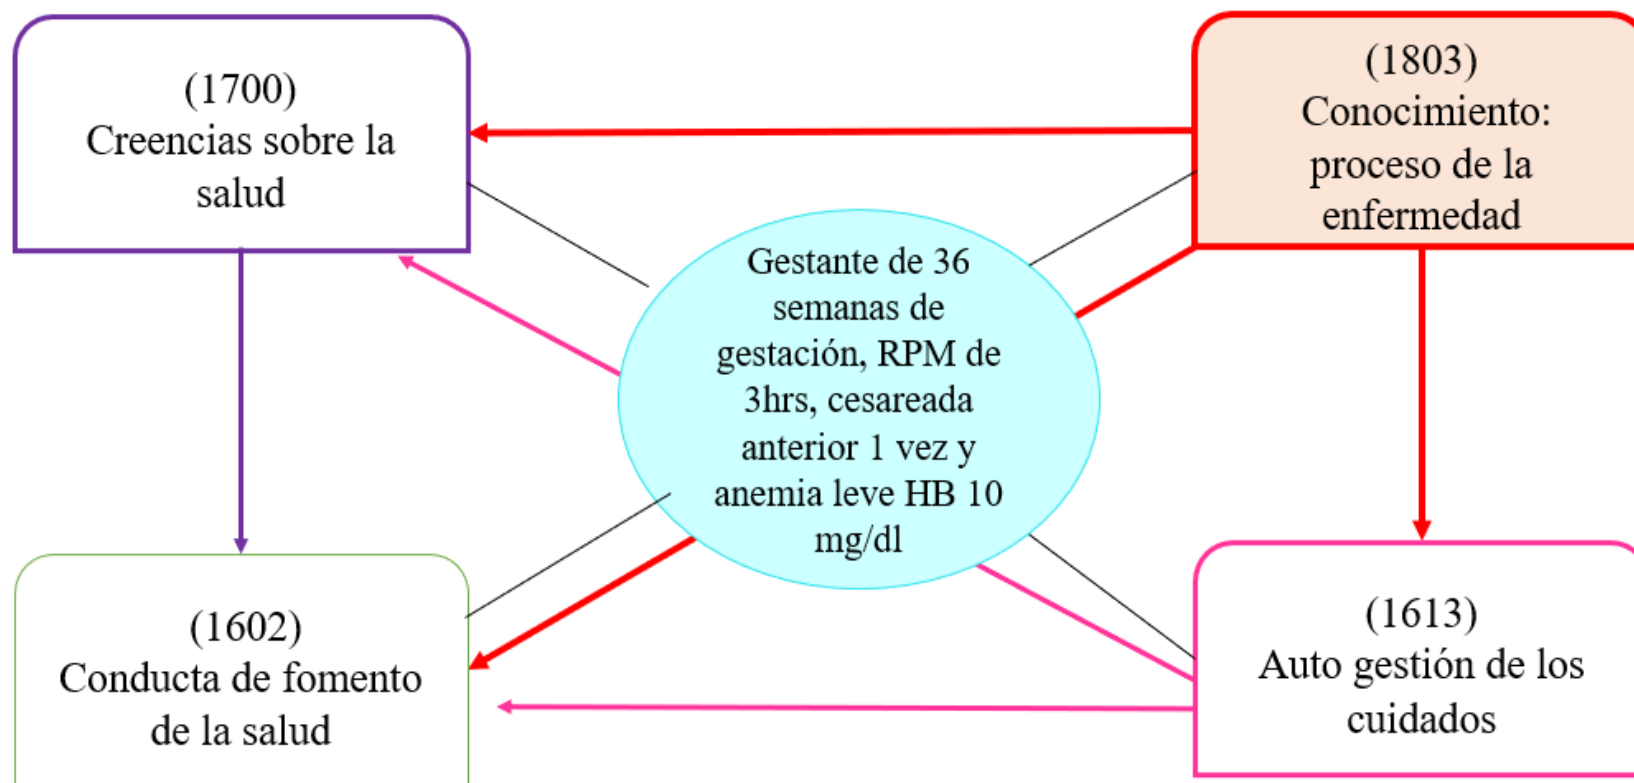 (1700)
Creencias sobre la
salud
(1803)
Conocimiento:
proceso de la
enfermedad
Gestante de 36
semanas de
gestación, RPM de
3hrs, cesareada
anterior 1 vez y
anemia leve HB 10
mg/dl
(1602)
Conducta de fomento
de la salud
(1613)
Auto gestión de los
cuidados